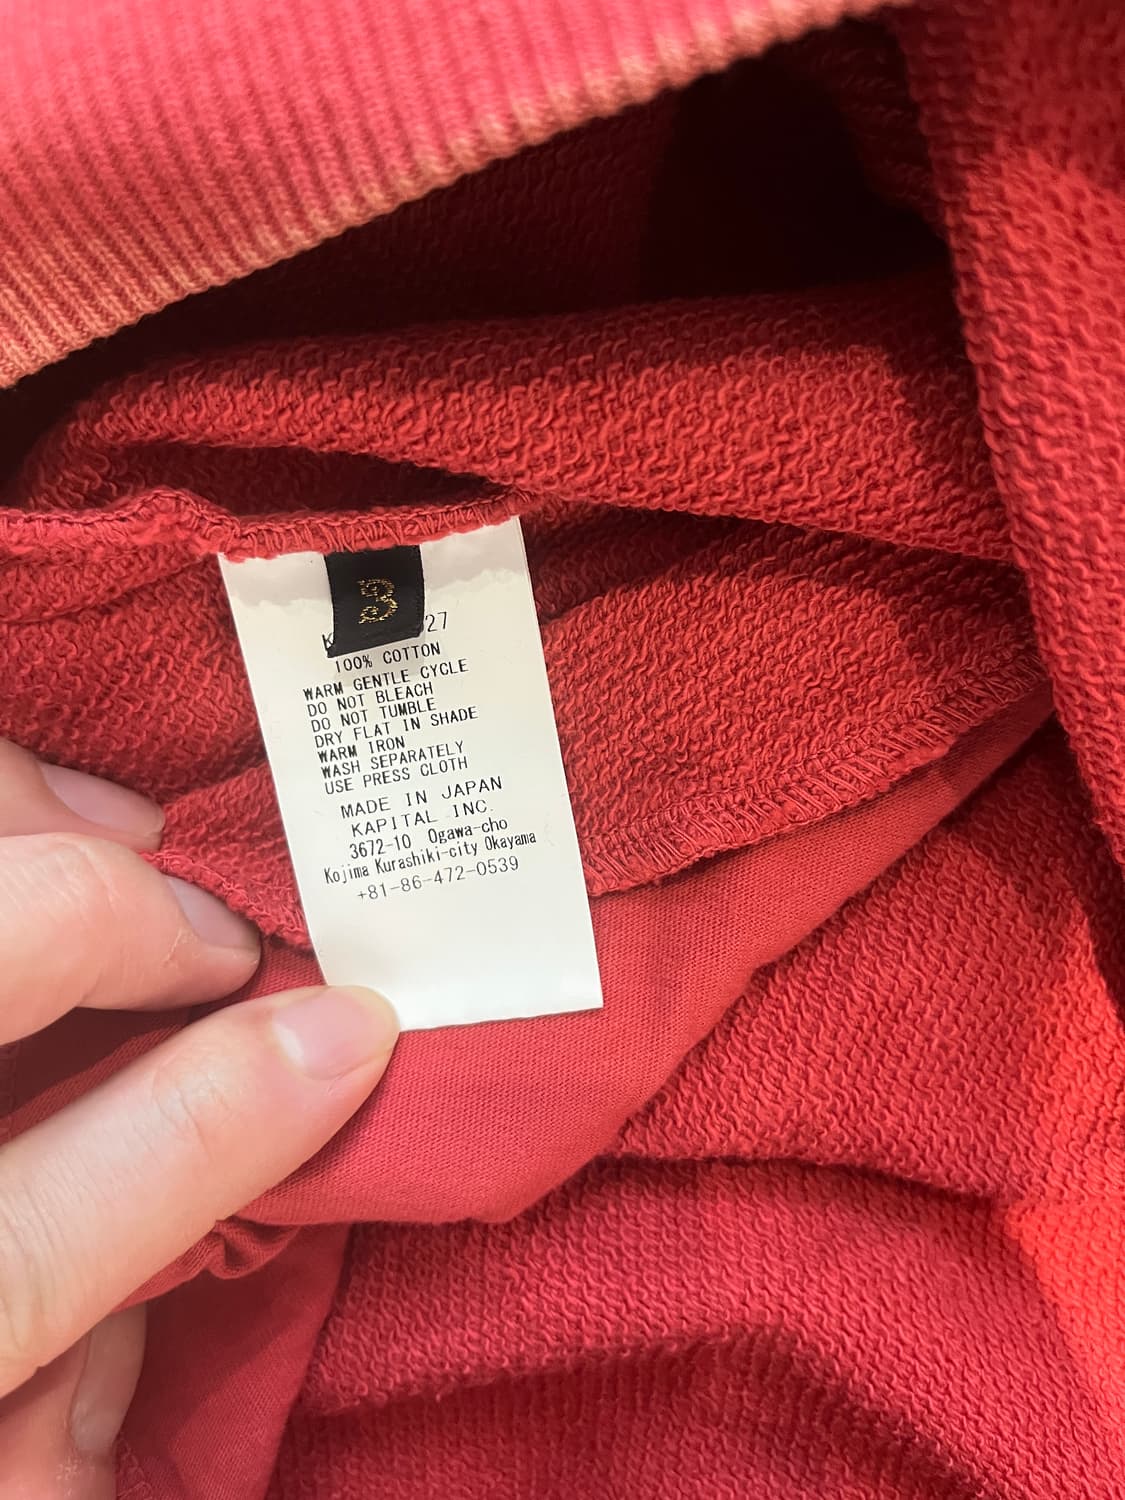 3
27
100% COTTON
WARM GENTLE CYCLE
DO NOT BLEACH
DO NOT TUMBLE
DRY FLAT IN SHADE
WARM IRON
WASH SEPARATELY
USE PRESS CLOTH
MADE IN JAPAN
KAPITAL INC.
3672-10 Ogawa-cho
Kojima Kurashiki-city Okayama
+81-86-472-0539